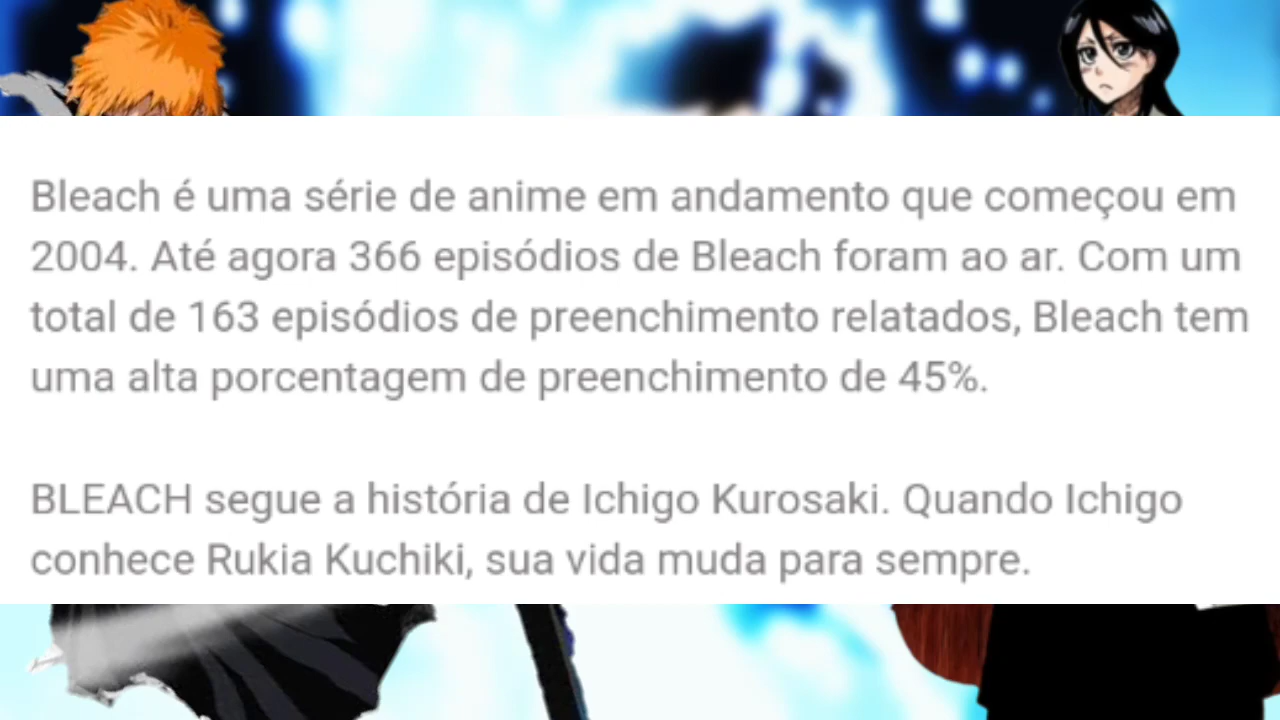 Bleach é uma série de anime em andamento que começou em
2004. Até agora 366 episódios de Bleach foram ao ar. Com um
total de 163 episódios de preenchimento relatados, Bleach tem
uma alta porcentagem de preenchimento de 45%.
BLEACH segue a história de Ichigo Kurosaki. Quando Ichigo
conhece Rukia Kuchiki, sua vida muda para sempre.